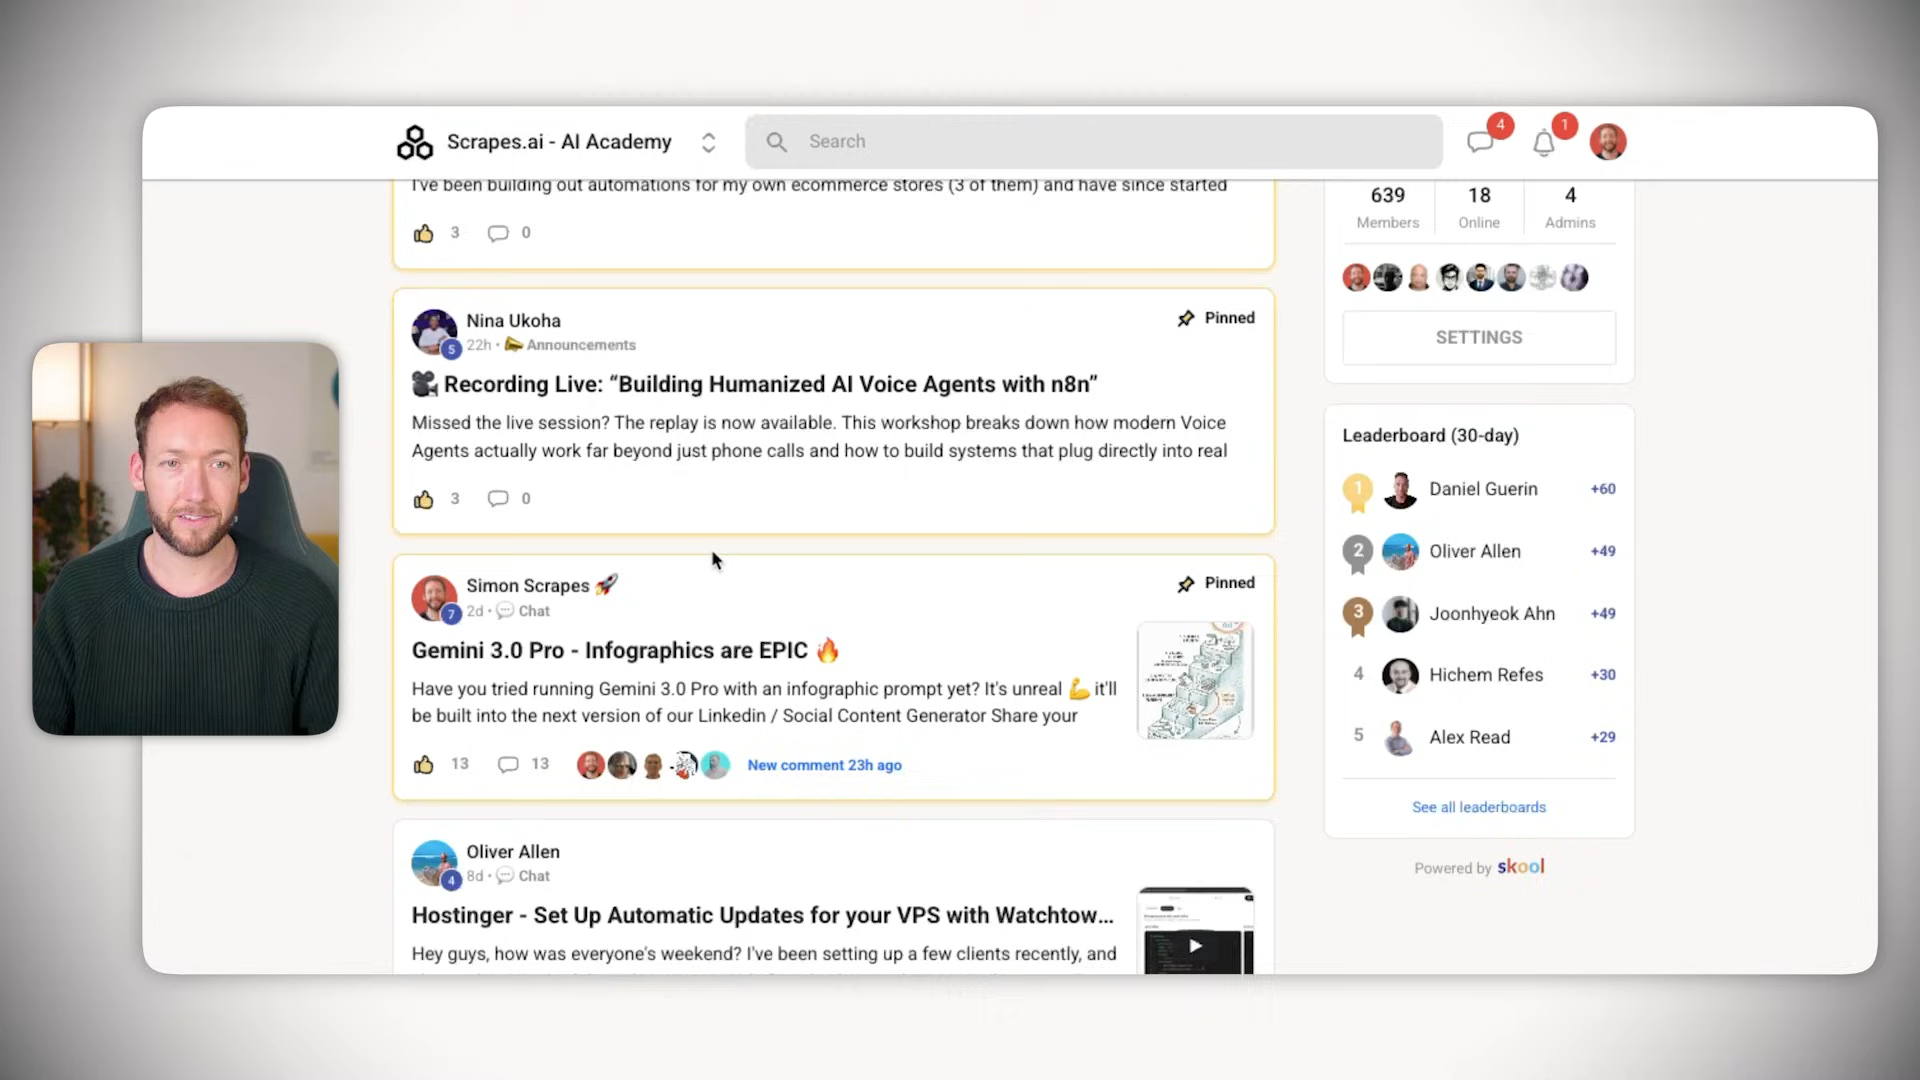 Scrapes.ai - AI Academy
Search
4
1
I've been building out automations for my own ecommerce stores (3 of them) and have since started
3
0
Nina Ukoha
5
22h • Announcements
Pinned
Recording Live: “Building Humanized AI Voice Agents with n8n”
Missed the live session? The replay is now available. This workshop breaks down how modern Voice
Agents actually work far beyond just phone calls and how to build systems that plug directly into real
3
0
Simon Scrapes 🚀
7
2d • Chat
Pinned
Gemini 3.0 Pro - Infographics are EPIC 🔥
Have you tried running Gemini 3.0 Pro with an infographic prompt yet? It's unreal 💪 it'll
be built into the next version of our Linkedin / Social Content Generator Share your
13
13
New comment 23h ago
Oliver Allen
4
8d • Chat
Hostinger - Set Up Automatic Updates for your VPS with Watchtow...
Hey guys, how was everyone's weekend? I've been setting up a few clients recently, and
639
Members
18
Online
4
Admins
SETTINGS
Leaderboard (30-day)
1
Daniel Guerin
+60
2
Oliver Allen
+49
3
Joonhyeok Ahn
+49
4
Hichem Refes
+30
5
Alex Read
+29
See all leaderboards
Powered by skool